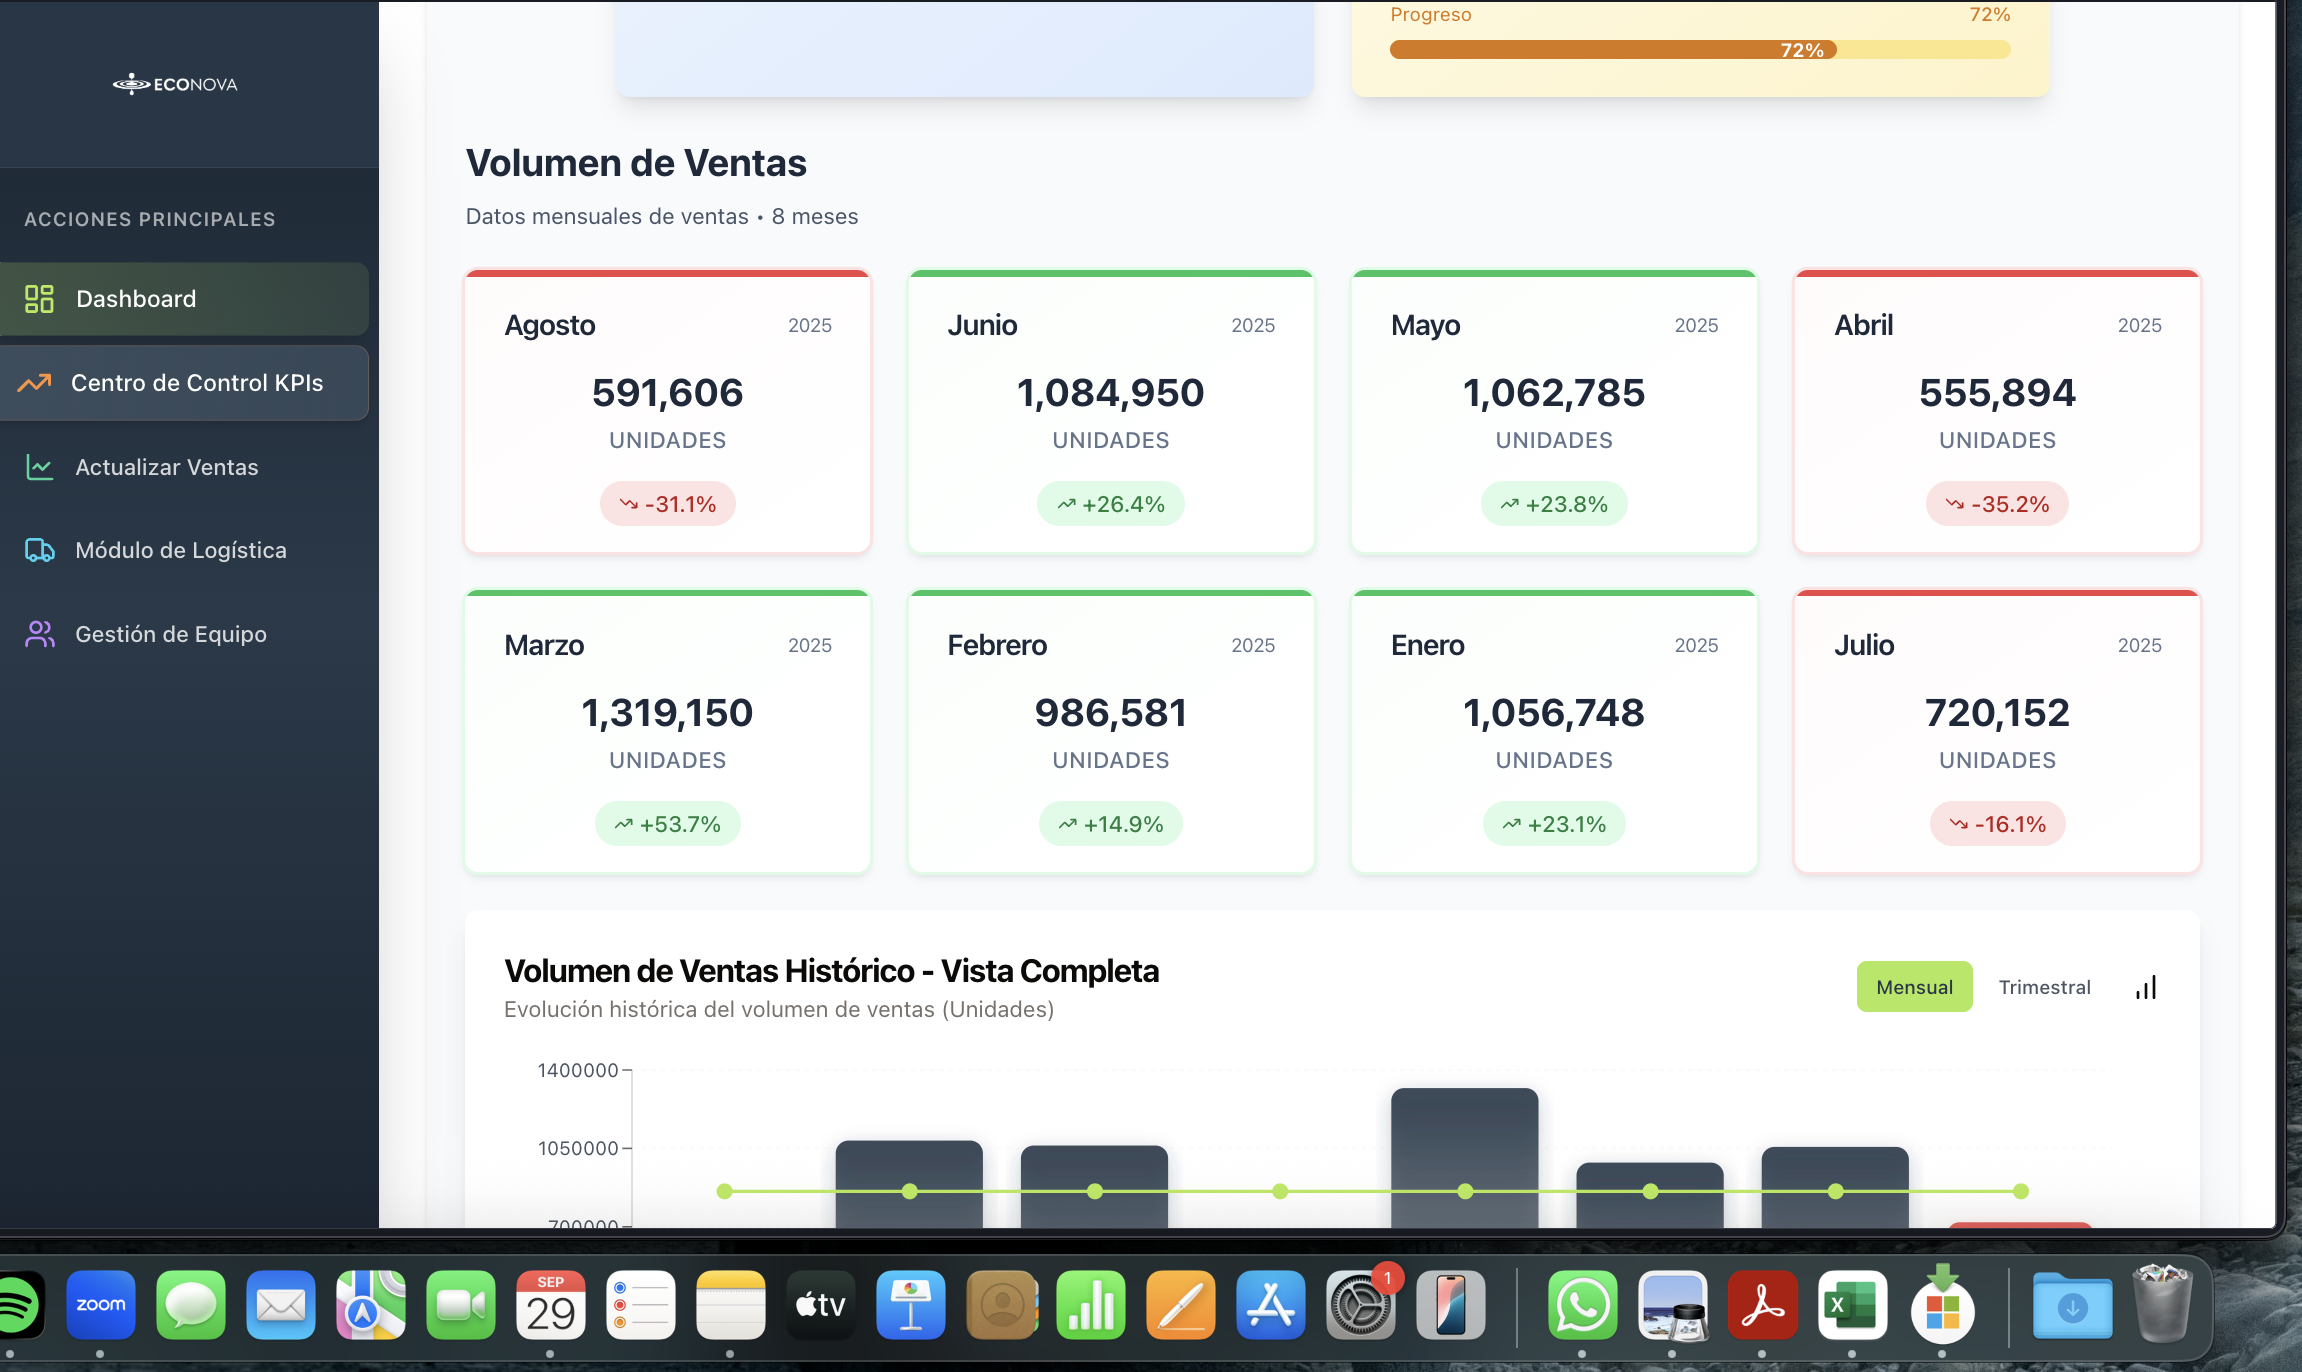 ECONOVA
ACCIONES PRINCIPALES
Dashboard
Centro de Control KPIs
Actualizar Ventas
Módulo de Logística
Gestión de Equipo
Progreso 72%
72%
Volumen de Ventas
Datos mensuales de ventas • 8 meses
Agosto 2025
591,606
UNIDADES
-31.1%
Junio 2025
1,084,950
UNIDADES
+26.4%
Mayo 2025
1,062,785
UNIDADES
+23.8%
Abril 2025
555,894
UNIDADES
-35.2%
Marzo 2025
1,319,150
UNIDADES
+53.7%
Febrero 2025
986,581
UNIDADES
+14.9%
Enero 2025
1,056,748
UNIDADES
+23.1%
Julio 2025
720,152
UNIDADES
-16.1%
Volumen de Ventas Histórico - Vista Completa
Evolución histórica del volumen de ventas (Unidades)
Mensual Trimestral
1400000
1050000
700000
zoom
SEP
29
tv
1
X